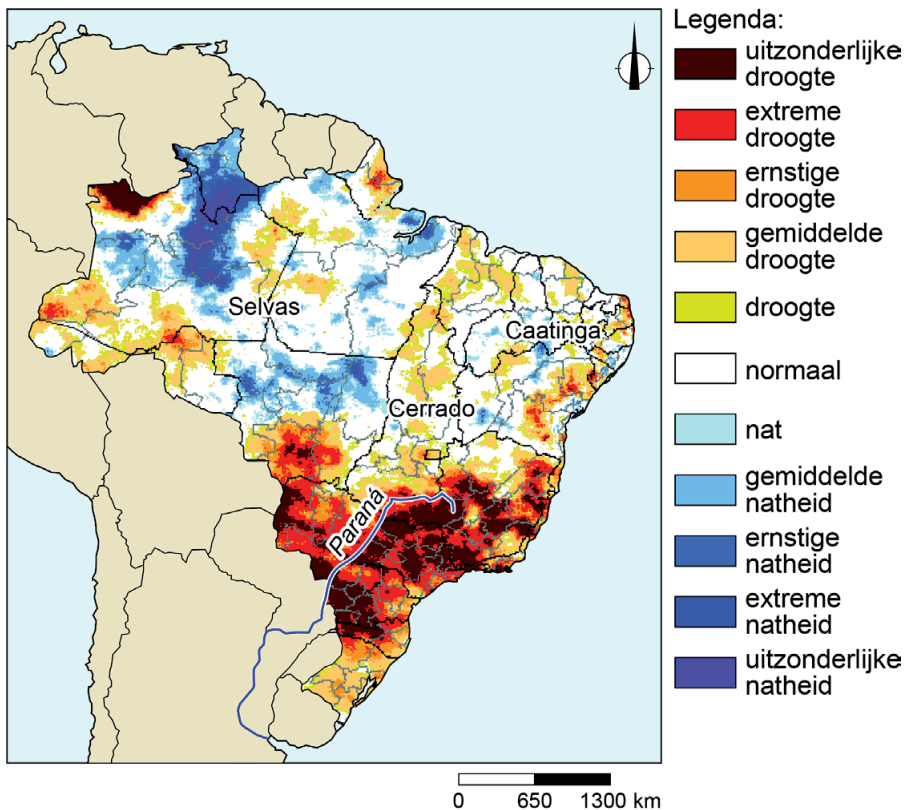 Legenda:
uitzonderlijke
droogte
extreme
droogte
ernstige
droogte
gemiddelde
droogte
droogte
normaal
nat
gemiddelde
natheid
ernstige
natheid
extreme
natheid
uitzonderlijke
natheid
Selvas
Caatinga
Cerrado
Paraná
0 650 1300 km